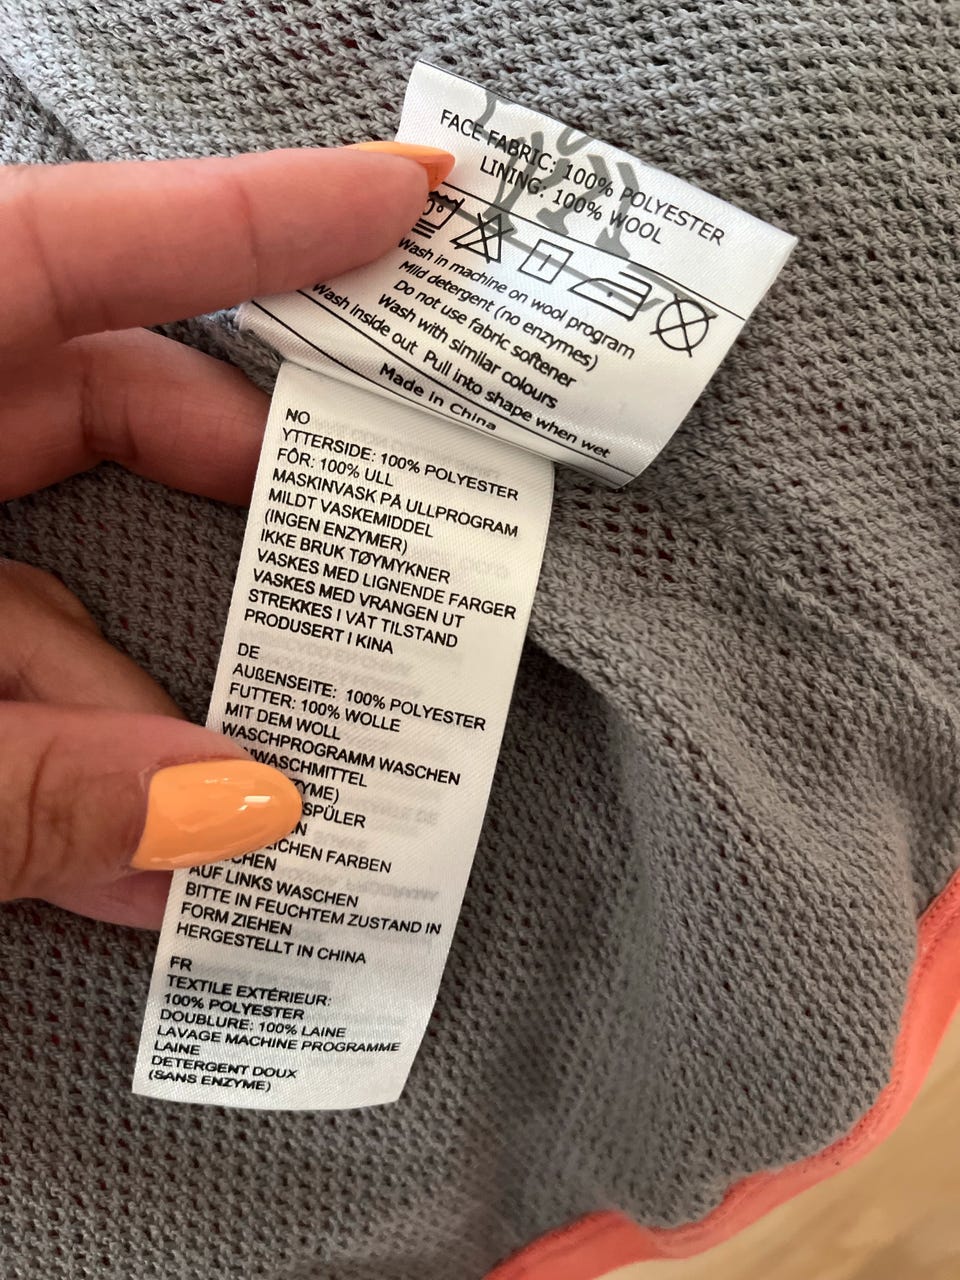 FACE FABRIC: 100% POLYESTER
LINING: 100% WOOL
Wash in machine on wool program
Mild detergent (no enzymes)
Do not use fabric softener
Wash with similar colours
Wash inside out Pull into shape when wet
Made In China
NO
YTTERSIDE: 100% POLYESTER
FÔR: 100% ULL
MASKINVASK PÅ ULLPROGRAM
MILDT VASKEMIDDEL
(INGEN ENZYMER)
IKKE BRUK TØYMYKNER
VASKES MED LIGNENDE FARGER
VASKES MED VRANGEN UT
STREKKES I VÅT TILSTAND
PRODUSERT I KINA
DE
AUßENSEITE: 100% POLYESTER
FUTTER: 100% WOLLE
MIT DEM WOLL
WASCHPROGRAMM WASCHEN
WASCHMITTEL
ZYME)
SPÜLER
LICHEN FARBEN
CHEN
AUF LINKS WASCHEN
BITTE IN FEUCHTEM ZUSTAND IN
FORM ZIEHEN
HERGESTELLT IN CHINA
FR
TEXTILE EXTÉRIEUR:
100% POLYESTER
DOUBLURE: 100% LAINE
LAVAGE MACHINE PROGRAMME
LAINE
DETERGENT DOUX
(SANS ENZYME)